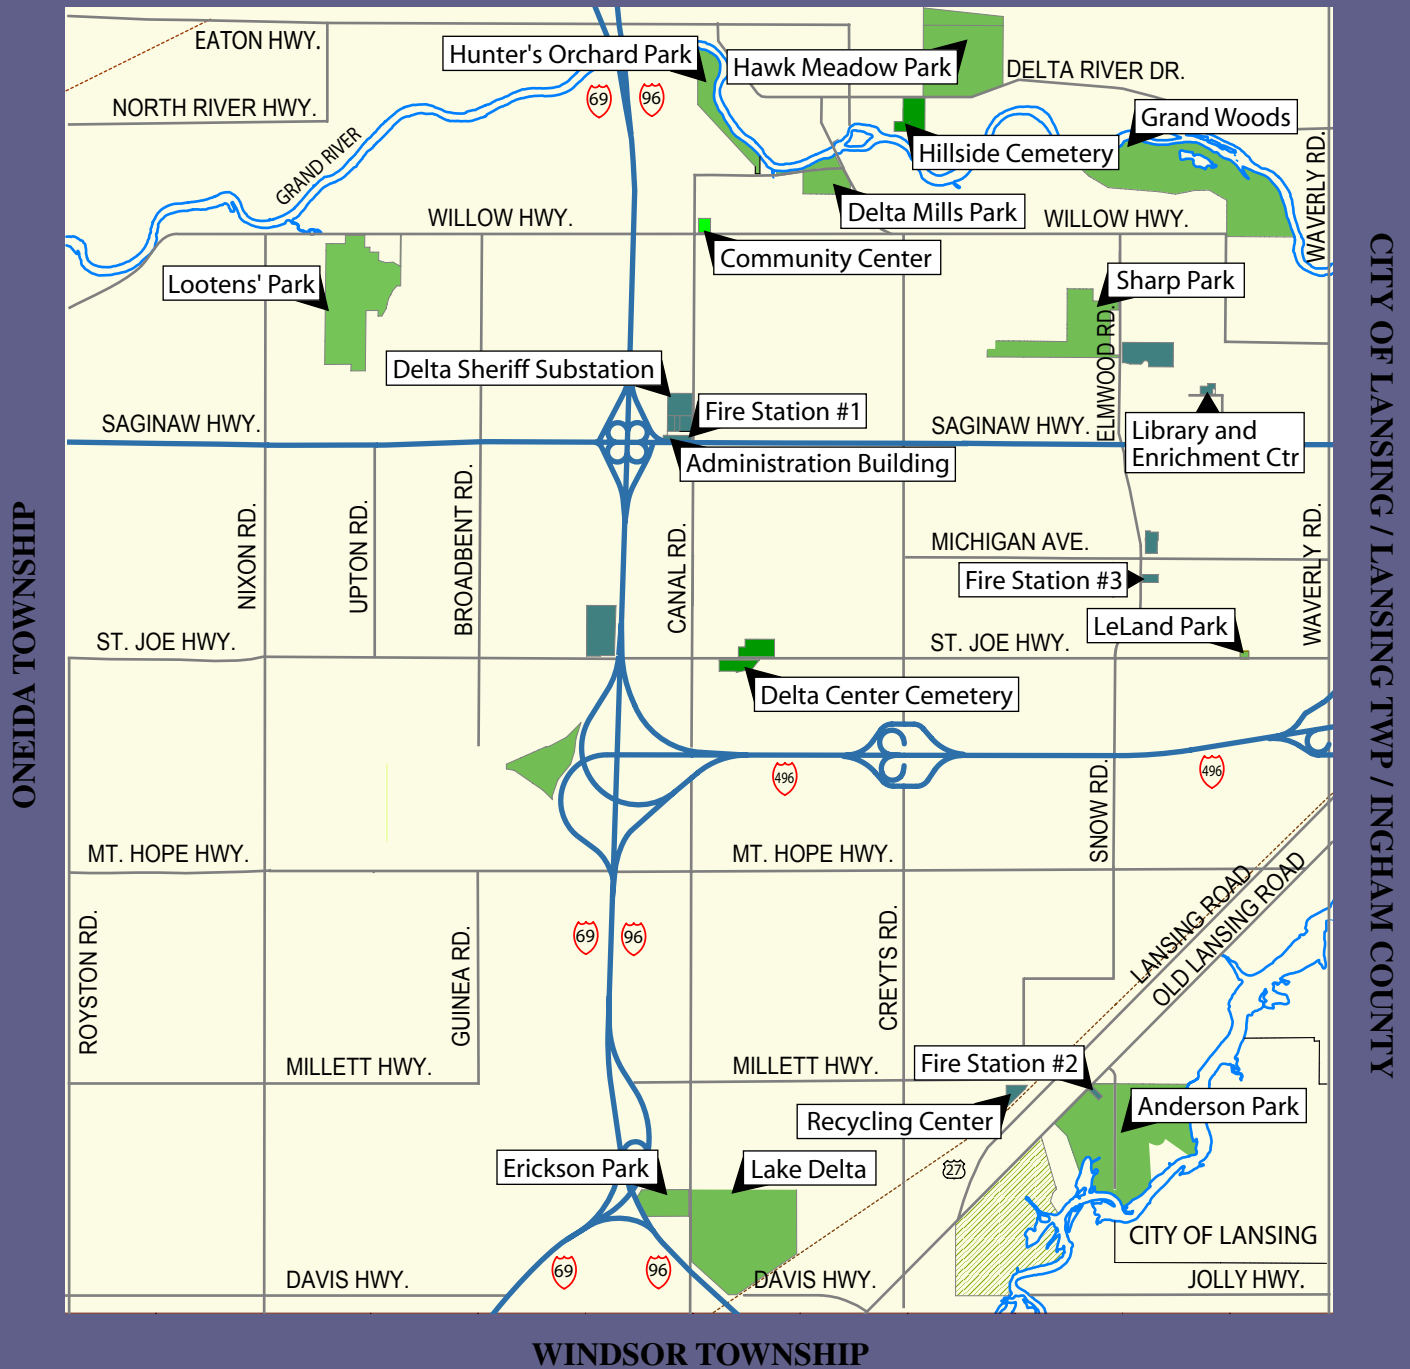 EATON HWY.
Hunter's Orchard Park
Hawk Meadow Park
DELTA RIVER DR.
69
96
NORTH RIVER HWY.
Grand Woods
Hillside Cemetery
WAVERLY RD.
GRAND RIVER
WILLOW HWY.
Delta Mills Park
WILLOW HWY.
Community Center
Lootens' Park
Sharp Park
ELMWOOD RD.
Delta Sheriff Substation
Fire Station #1
SAGINAW HWY.
SAGINAW HWY.
Library and
Enrichment Ctr
Administration Building
NIXON RD.
UPTON RD.
BROADBENT RD.
CANAL RD.
MICHIGAN AVE.
WAVERLY RD.
Fire Station #3
LeLand Park
ST. JOE HWY.
ST. JOE HWY.
Delta Center Cemetery
496
496
SNOW RD.
MT. HOPE HWY.
MT. HOPE HWY.
LANSING ROAD
OLD LANSING ROAD
69
96
ROYSTON RD.
GUINEA RD.
CREYTS RD.
MILLETT HWY.
MILLETT HWY.
Fire Station #2
Recycling Center
Anderson Park
Erickson Park
Lake Delta
27
CITY OF LANSING
69
96
DAVIS HWY.
DAVIS HWY.
JOLLY HWY.
ONEIDA TOWNSHIP
CITY OF LANSING / LANSING TWP / INGHAM COUNTY
WINDSOR TOWNSHIP